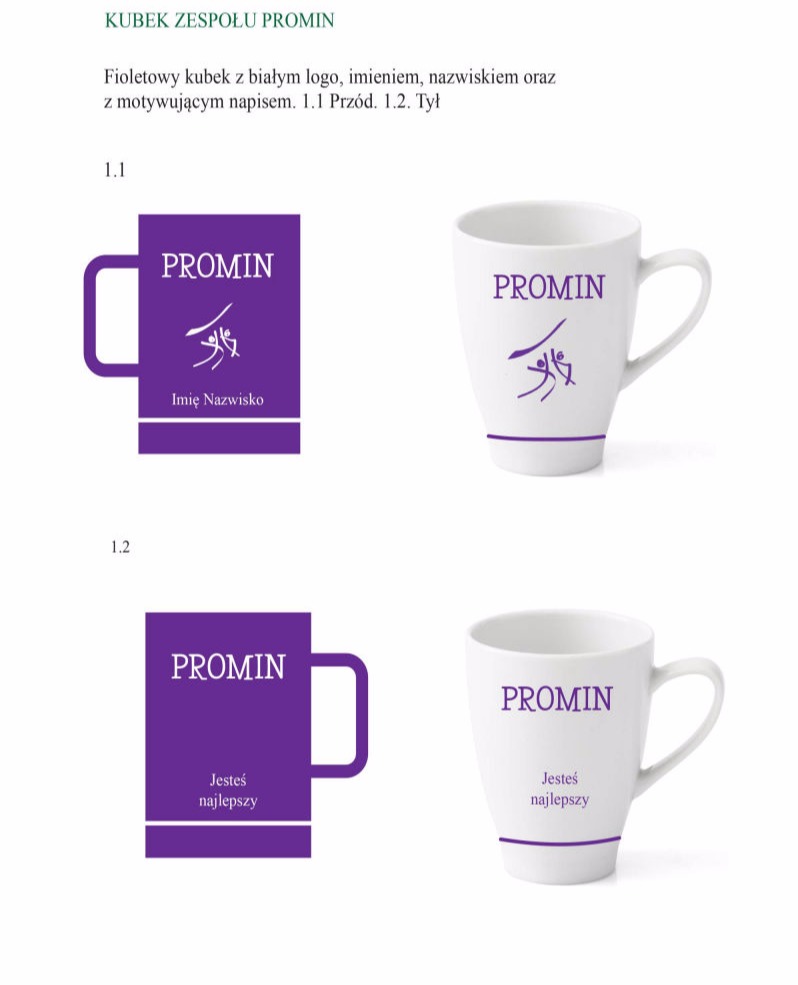 KUBEK ZESPOŁU PROMIN
Fioletowy kubek z białym logo, imieniem, nazwiskiem oraz
z motywującym napisem. 1.1 Przód. 1.2. Tył
1.1
PROMIN
Imię Nazwisko
PROMIN
1.2
PROMIN
Jesteś
najlepszy
PROMIN
Jesteś
najlepszy